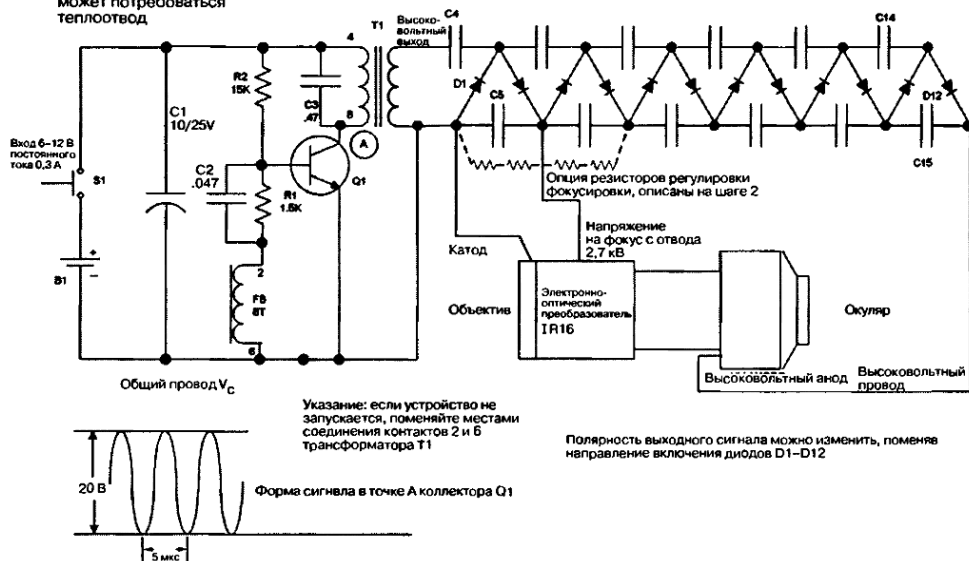 может потребоваться
теплоотвод
Вход 6–12 В
постоянного
тока 0,3 А
S1
B1
+
–
C1
10/25V
R2
15K
C2
.047
R1
1.5K
2
FB
8T
6
C3
.47
4
8
T1
Q1
A
Высоко-
вольтный
выход
C4
C14
D1
C5
D12
C15
Опция резисторов регулировки
фокусировки, описаны на шаге 2
Катод
Напряжение
на фокус с отвода
2,7 кВ
Объектив
Электронно-
оптический
преобразователь
IR16
Окуляр
Высоковольтный анод
Высоковольтный
провод
Общий провод VC
Указание: если устройство не
запускается, поменяйте местами
соединения контактов 2 и 6
трансформатора T1
Полярность выходного сигнала можно изменить, поменяв
направление включения диодов D1–D12
20 В
Форма сигнвла в точке А коллектора Q1
5 мкс